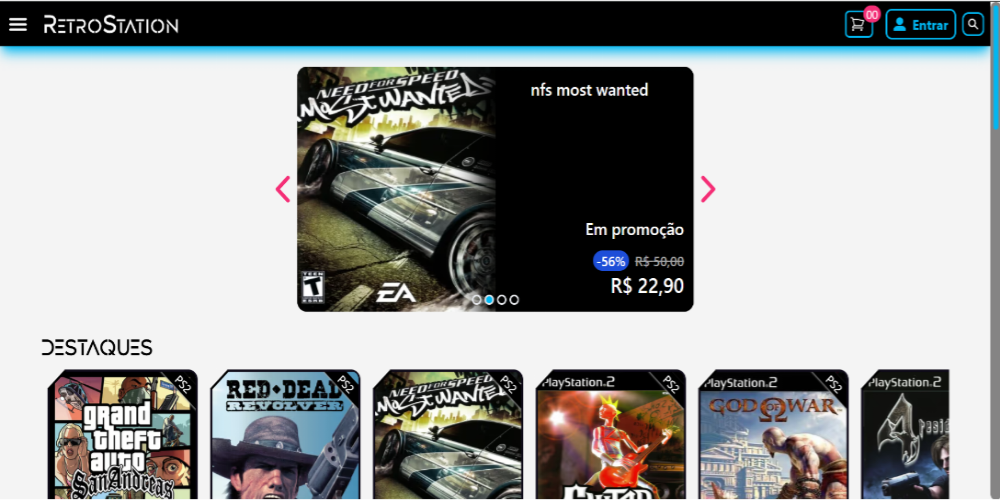 RETROSTATION
00
Entrar
NEED FOR SPEED
MOST WANTED
nfs most wanted
Em promoção
-56% R$ 50,00
R$ 22,90
TEEN
T
ESRB
EA
DESTAQUES
PS2
grand
theft
auto
San Andreas
PS2
RED DEAD
REVOLVER
PS2
NEED FOR SPEED
MOST WANTED
PS2
PlayStation.2
PS2
PlayStation.2
GOD OF WAR
PlayStation.2
4